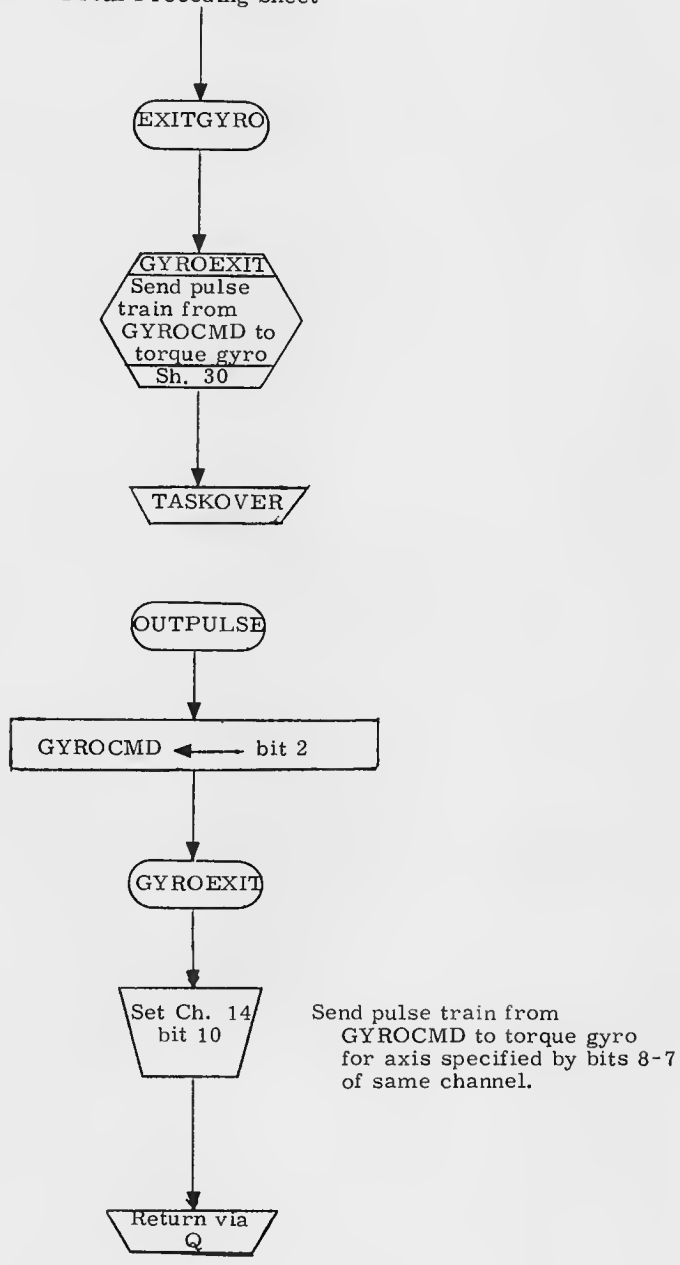 Preceding Sheet
EXITGYRO
GYROEXIT
Send pulse
train from
GYROCMD to
torque gyro
Sh. 30
TASKOVER
OUTPULSE
GYROCMD ← bit 2
GYROEXIT
Set Ch. 14
bit 10
Send pulse train from
GYROCMD to torque gyro
for axis specified by bits 8-7
of same channel.
Return via
Q